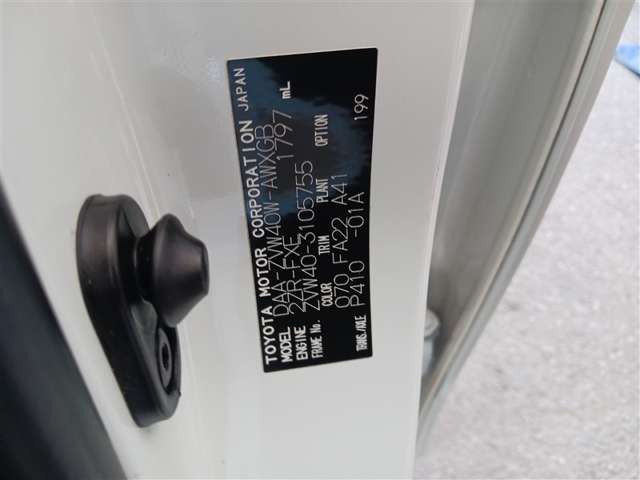 TOYOTA MOTOR CORPORATION JAPAN
MODEL DAA-ZVW40W-AWXGB
ENGINE 2ZR-FXE 1797 mL
FRAME No. ZVW40-3105755
COLOR TRIM PLANT OPTION
070 FA22 A41 199
TRANS./AXLE P410 -01A